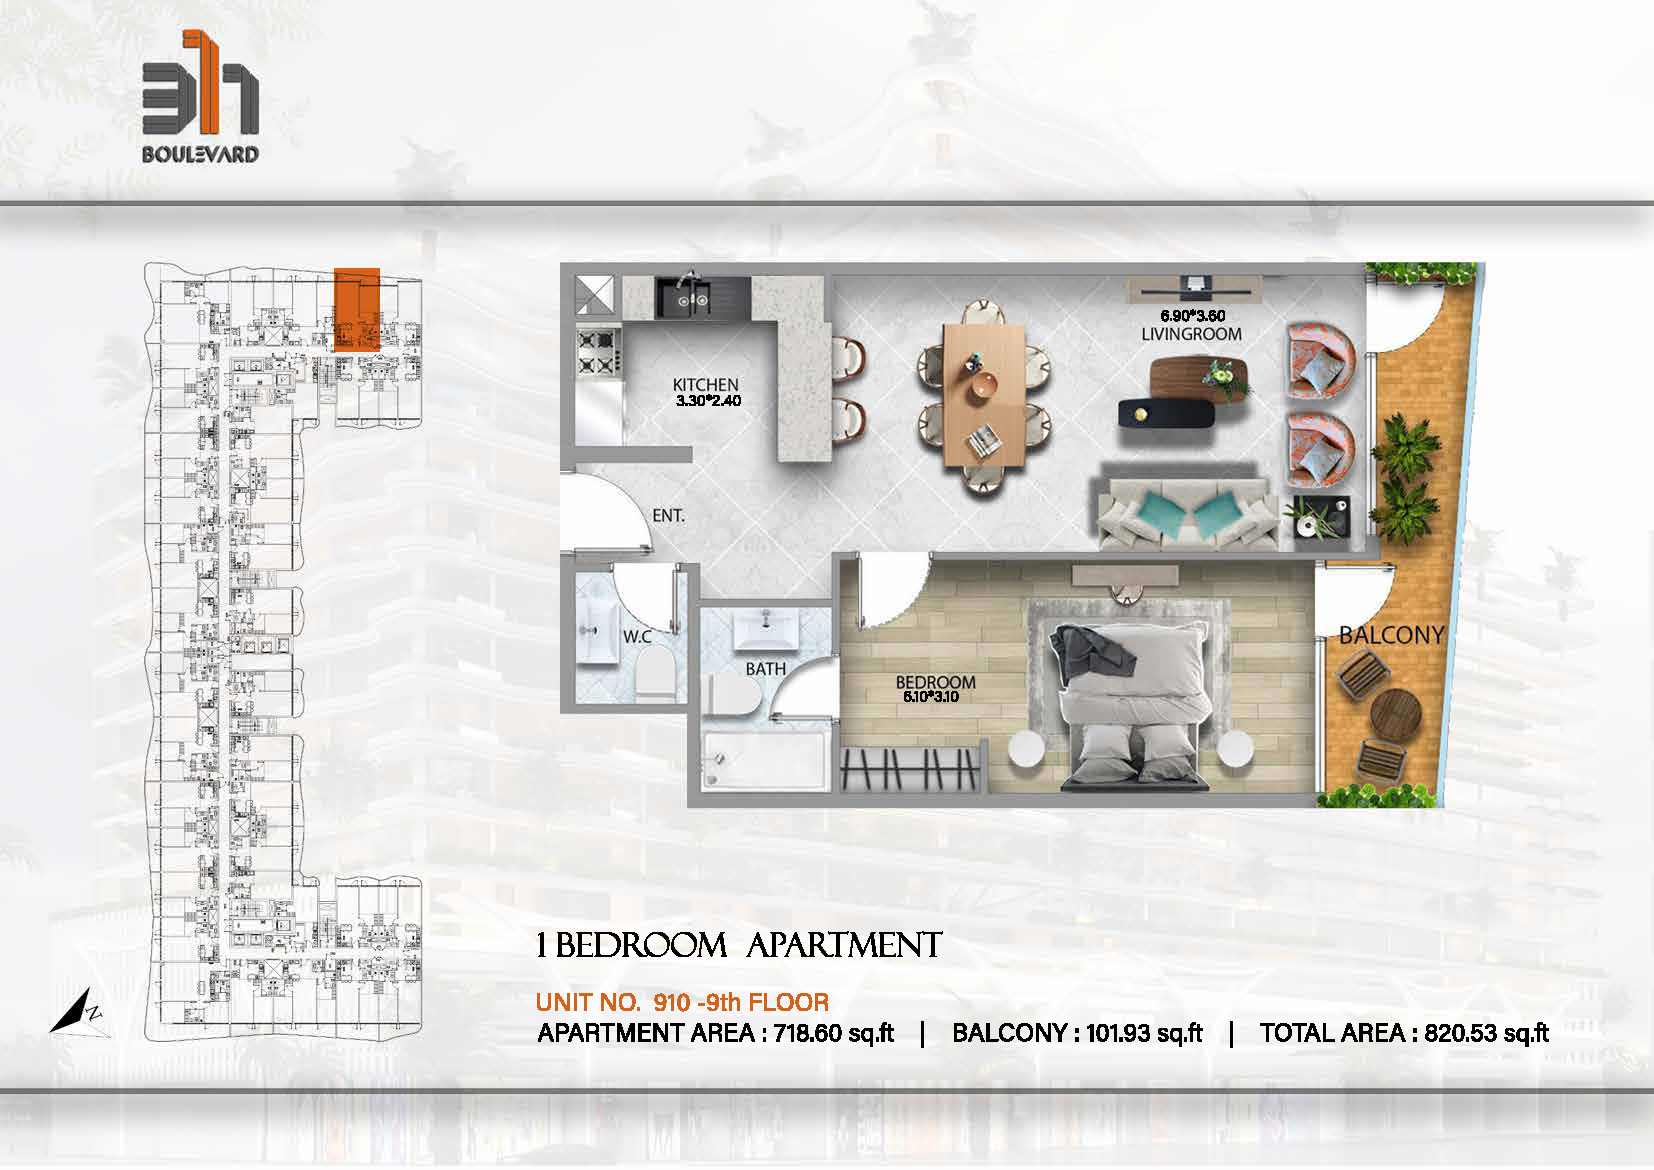 311
BOULEVARD
6.90*3.60
LIVINGROOM
KITCHEN
3.30*2.40
ENT.
W.C
BATH
BEDROOM
6.10*3.10
BALCONY
N
1 BEDROOM APARTMENT
UNIT NO. 910 -9th FLOOR
APARTMENT AREA : 718.60 sq.ft | BALCONY : 101.93 sq.ft | TOTAL AREA : 820.53 sq.ft